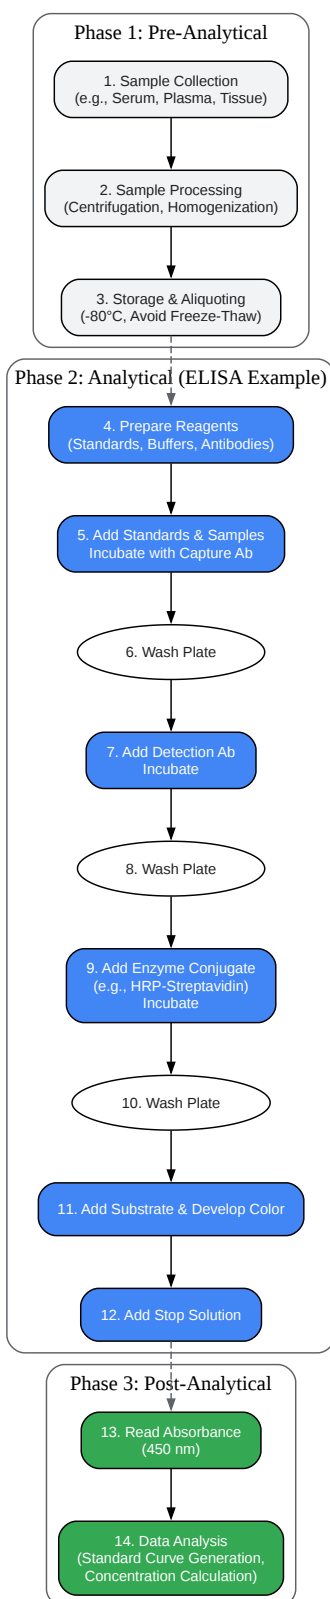 Phase 1: Pre-Analytical
1. Sample Collection
(e.g., Serum, Plasma, Tissue)
2. Sample Processing
(Centrifugation, Homogenization)
3. Storage & Aliquoting
(-80°C, Avoid Freeze-Thaw)
Phase 2: Analytical (ELISA Example)
4. Prepare Reagents
(Standards, Buffers, Antibodies)
5. Add Standards & Samples
Incubate with Capture Ab
6. Wash Plate
7. Add Detection Ab
Incubate
8. Wash Plate
9. Add Enzyme Conjugate
(e.g., HRP-Streptavidin)
Incubate
10. Wash Plate
11. Add Substrate & Develop Color
12. Add Stop Solution
Phase 3: Post-Analytical
13. Read Absorbance
(450 nm)
14. Data Analysis
(Standard Curve Generation,
Concentration Calculation)